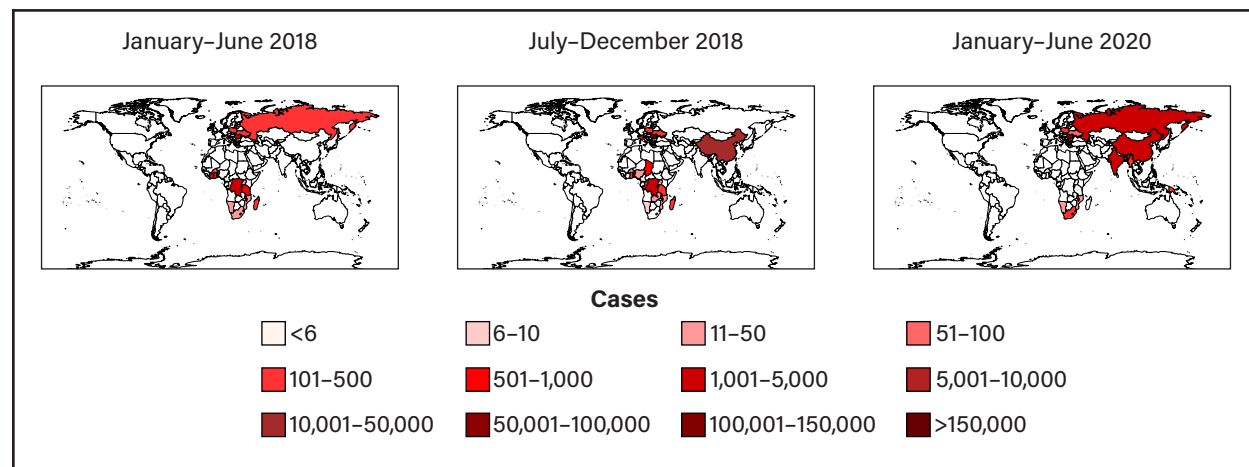 January–June 2018 July–December 2018 January–June 2020
Cases
<6 6–10 11–50 51–100
101–500 501–1,000 1,001–5,000 5,001–10,000
10,001–50,000 50,001–100,000 100,001–150,000 >150,000